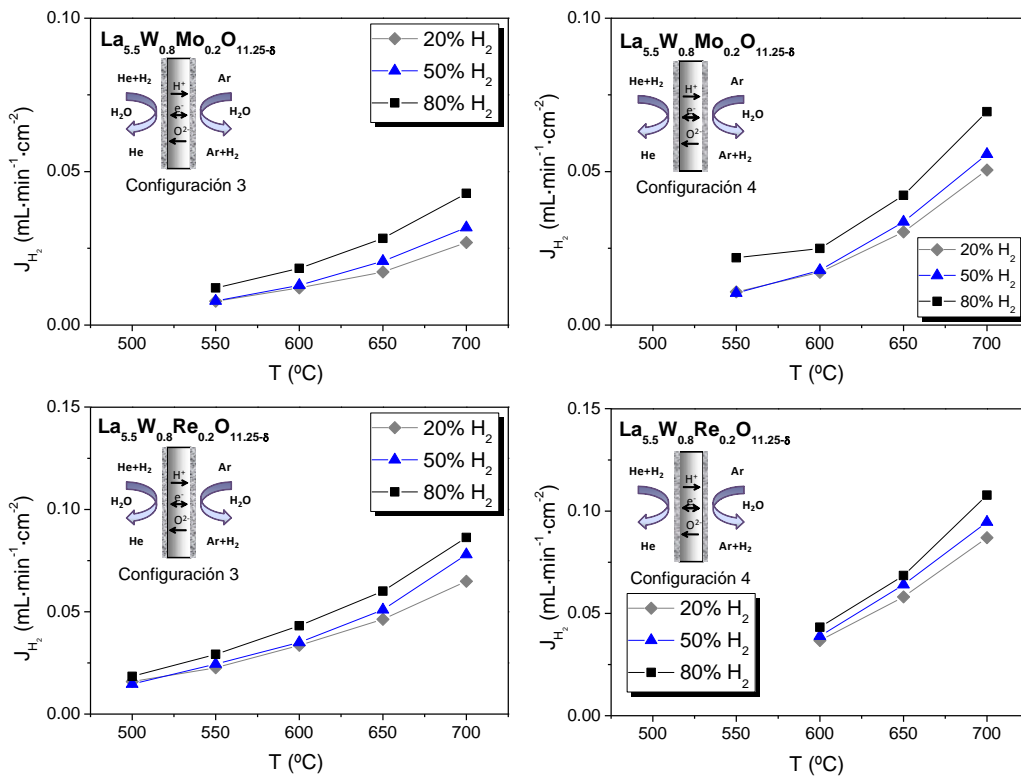 La5.5W0.8Mo0.2O11.25-δ
He+H2
Ar
H+
e-
H2O
H2O
O2-
He
Ar+H2
Configuración 3
20% H2
50% H2
80% H2
0.10
0.05
0.00
JH2 (mL·min-1·cm-2)
500 550 600 650 700
T (ºC)
La5.5W0.8Mo0.2O11.25-δ
He+H2
Ar
H+
e-
H2O
H2O
O2-
He
Ar+H2
Configuración 4
20% H2
50% H2
80% H2
0.10
0.05
0.00
JH2 (mL·min-1·cm-2)
500 550 600 650 700
T (ºC)
La5.5W0.8Re0.2O11.25-δ
He+H2
Ar
H+
e-
H2O
H2O
O2-
He
Ar+H2
Configuración 3
20% H2
50% H2
80% H2
0.15
0.10
0.05
0.00
JH2 (mL·min-1·cm-2)
500 550 600 650 700
T (ºC)
La5.5W0.8Re0.2O11.25-δ
He+H2
Ar
H+
e-
H2O
H2O
O2-
He
Ar+H2
Configuración 4
20% H2
50% H2
80% H2
0.15
0.10
0.05
0.00
JH2 (mL·min-1·cm-2)
500 550 600 650 700
T (ºC)